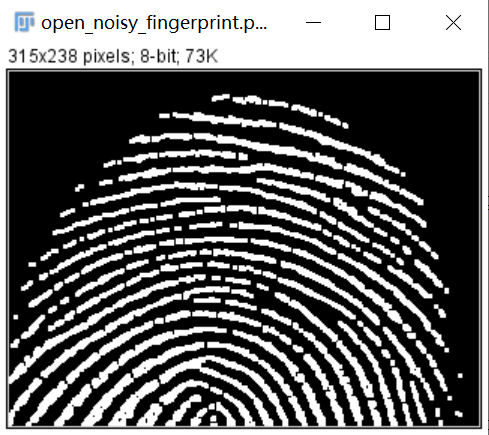 open_noisy_fingerprint.p...
315x238 pixels; 8-bit; 73K